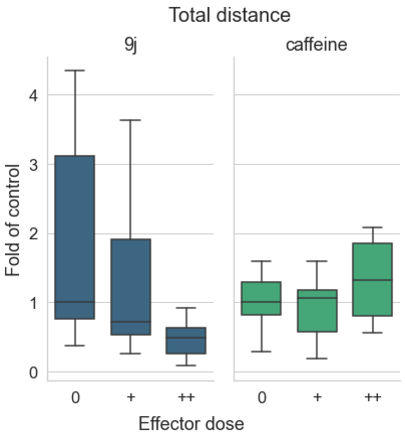 Total distance
9j
caffeine
Fold of control
4
3
2
1
0
0 + ++
0 + ++
Effector dose